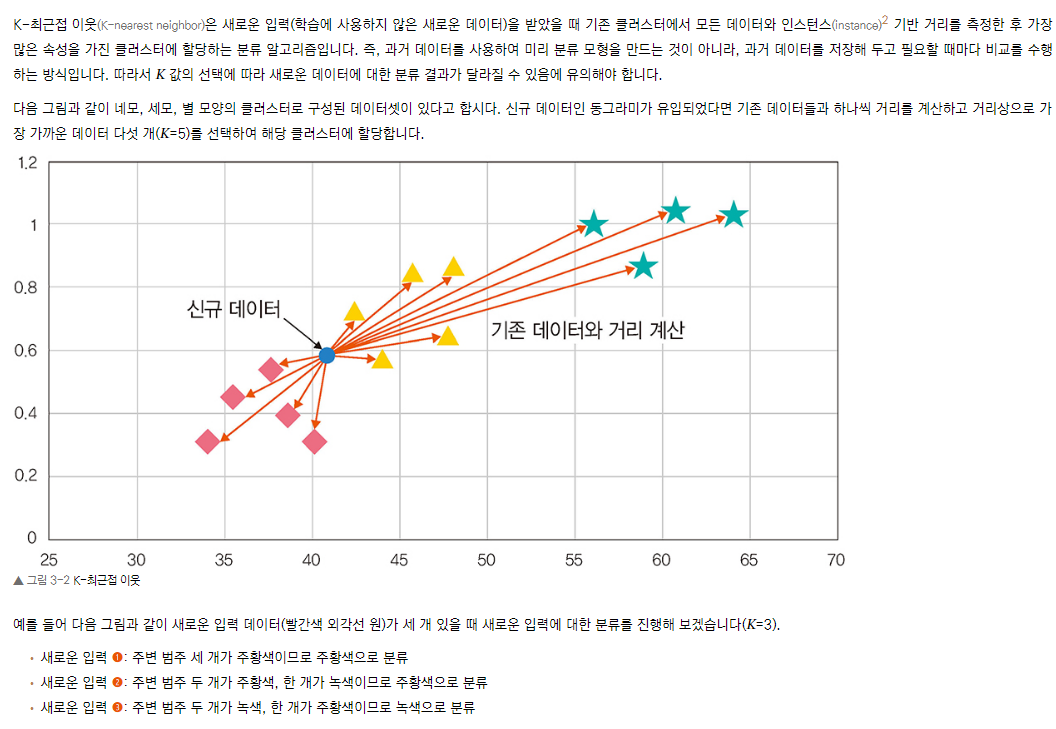 K-최근접 이웃(K-nearest neighbor)은 새로운 입력(학습에 사용하지 않은 새로운 데이터)을 받았을 때 기존 클러스터에서 모든 데이터와 인스턴스(instance)2 기반 거리를 측정한 후 가장
많은 속성을 가진 클러스터에 할당하는 분류 알고리즘입니다. 즉, 과거 데이터를 사용하여 미리 분류 모형을 만드는 것이 아니라, 과거 데이터를 저장해 두고 필요할 때마다 비교를 수행
하는 방식입니다. 따라서 K 값의 선택에 따라 새로운 데이터에 대한 분류 결과가 달라질 수 있음에 유의해야 합니다.
다음 그림과 같이 네모, 세모, 별 모양의 클러스터로 구성된 데이터셋이 있다고 합시다. 신규 데이터인 동그라미가 유입되었다면 기존 데이터들과 하나씩 거리를 계산하고 거리상으로 가
장 가까운 데이터 다섯 개(K=5)를 선택하여 해당 클러스터에 할당합니다.
1.2
1
0.8
신규 데이터
기존 데이터와 거리 계산
0.6
0.4
0.2
0
25 30 35 40 45 50 55 60 65 70
▲ 그림 3-2 K-최근접 이웃
예를 들어 다음 그림과 같이 새로운 입력 데이터(빨간색 외각선 원)가 세 개 있을 때 새로운 입력에 대한 분류를 진행해 보겠습니다(K=3).
· 새로운 입력 ❶: 주변 범주 세 개가 주황색이므로 주황색으로 분류
· 새로운 입력 ❷: 주변 범주 두 개가 주황색, 한 개가 녹색이므로 주황색으로 분류
· 새로운 입력 ❸: 주변 범주 두 개가 녹색, 한 개가 주황색이므로 녹색으로 분류